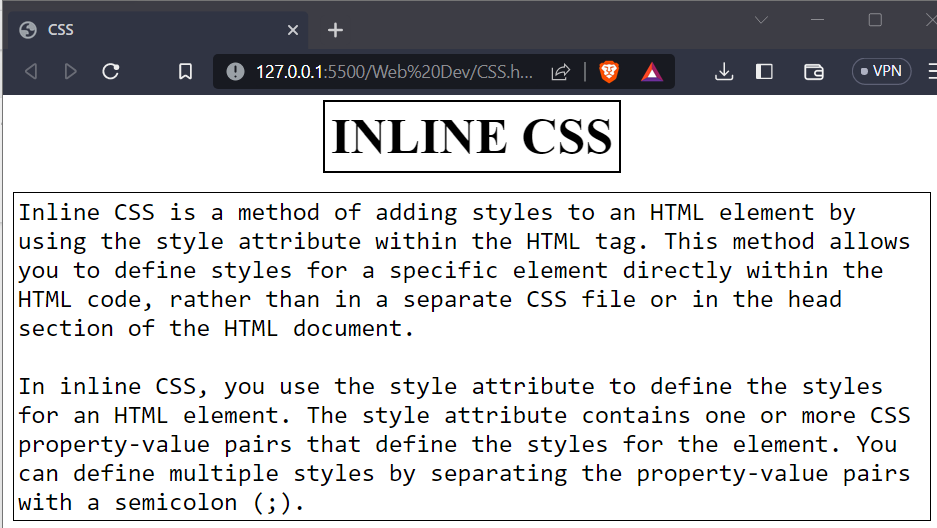 CSS
127.0.0.1:5500/Web%20Dev/CSS.h...
VPN
INLINE CSS
Inline CSS is a method of adding styles to an HTML element by
using the style attribute within the HTML tag. This method allows
you to define styles for a specific element directly within the
HTML code, rather than in a separate CSS file or in the head
section of the HTML document.
In inline CSS, you use the style attribute to define the styles
for an HTML element. The style attribute contains one or more CSS
property-value pairs that define the styles for the element. You
can define multiple styles by separating the property-value pairs
with a semicolon (;).